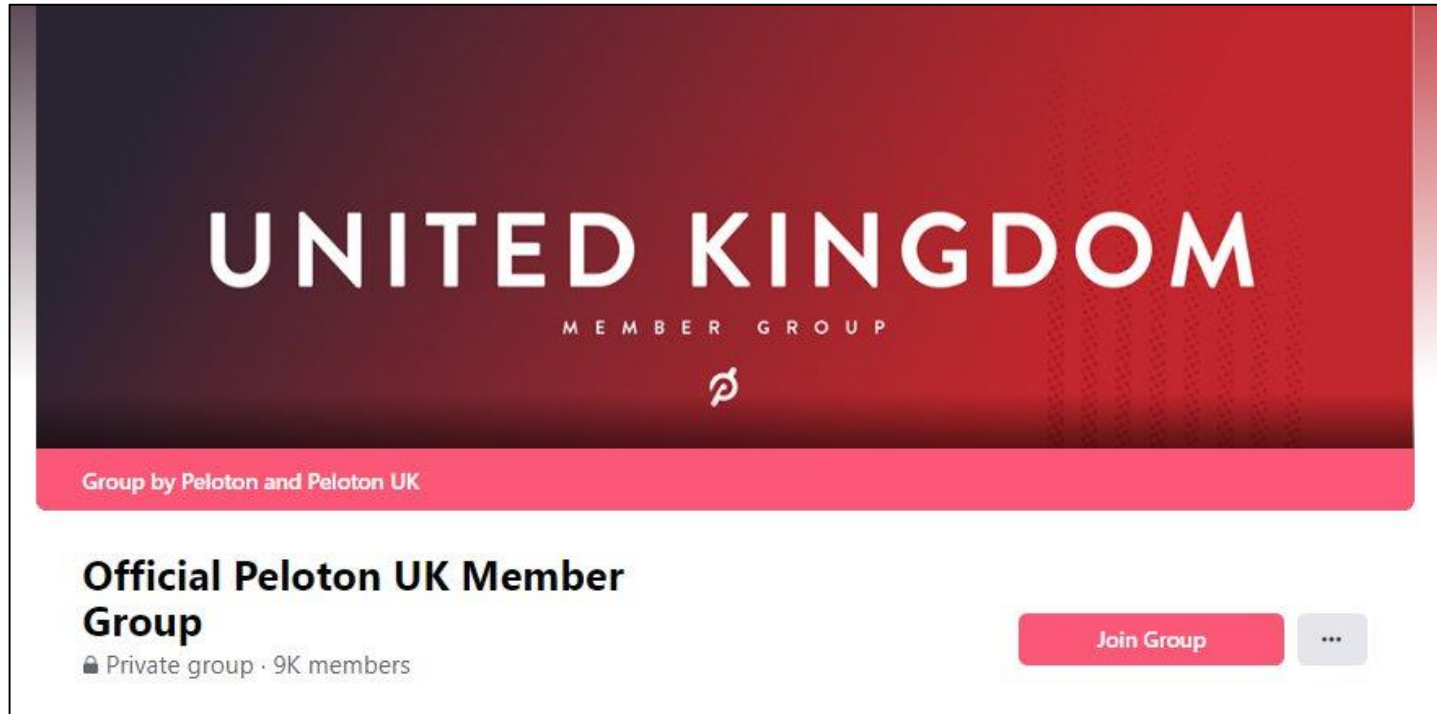 UNITED KINGDOM
MEMBER GROUP
Group by Peloton and Peloton UK
Official Peloton UK Member
Group
Private group · 9K members
Join Group
···